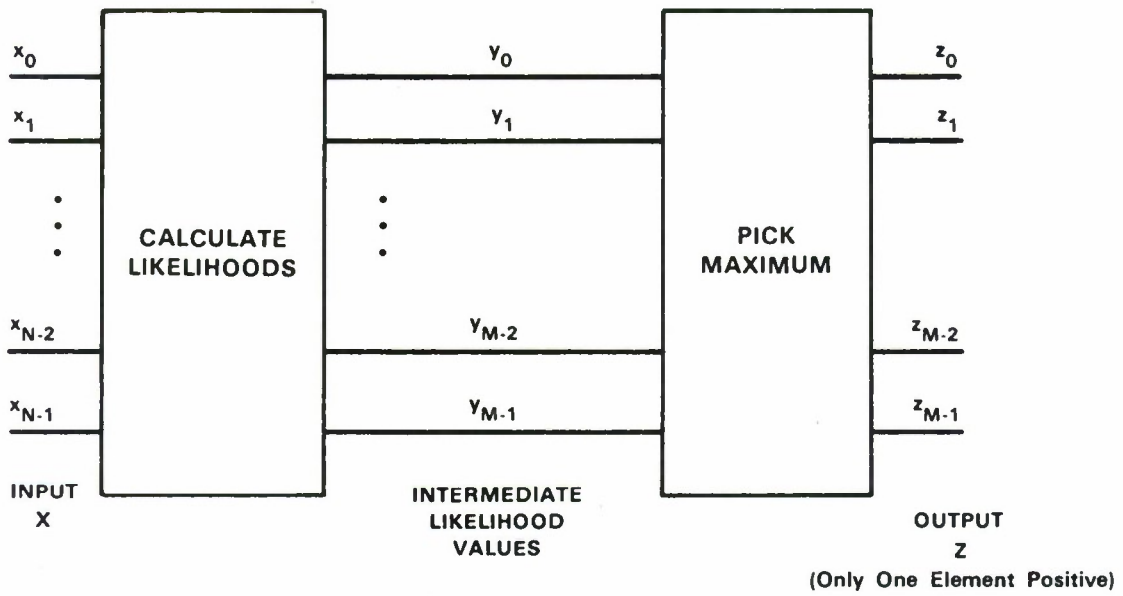 x0 y0 z0
x1 y1 z1
CALCULATE
LIKELIHOODS
PICK
MAXIMUM
xN-2 yM-2 zM-2
xN-1 yM-1 zM-1
INPUT
X
INTERMEDIATE
LIKELIHOOD
VALUES
OUTPUT
Z
(Only One Element Positive)